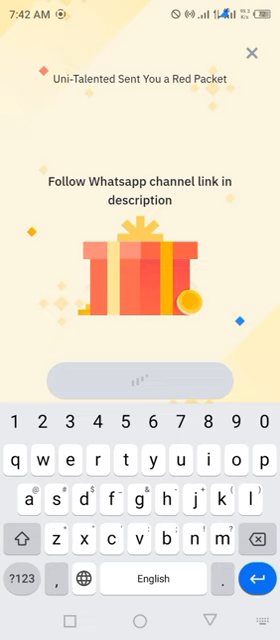 7:42 AM
Uni-Talented Sent You a Red Packet
Follow Whatsapp channel link in
description
1 2 3 4 5 6 7 8 9 0
q w e r t y u i o p
a s d f g h j k l
z x c v b n m
?123 , English .